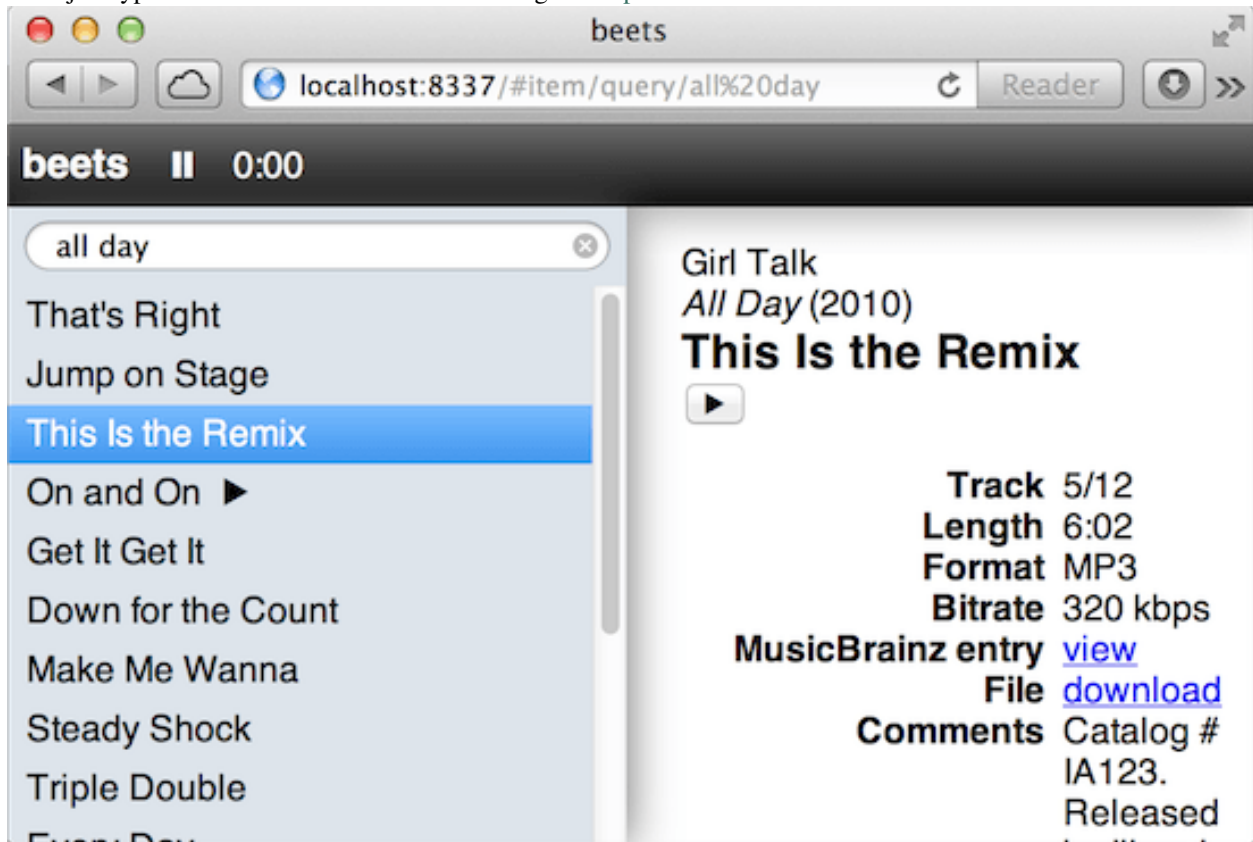 beets
localhost:8337/#item/query/all%20day
Reader
beets
0:00
all day
That's Right
Jump on Stage
This Is the Remix
On and On
Get It Get It
Down for the Count
Make Me Wanna
Steady Shock
Triple Double
Every Day
Girl Talk
All Day (2010)
This Is the Remix
Track 5/12
Length 6:02
Format MP3
Bitrate 320 kbps
MusicBrainz entry view
File download
Comments Catalog #
IA123.
Released